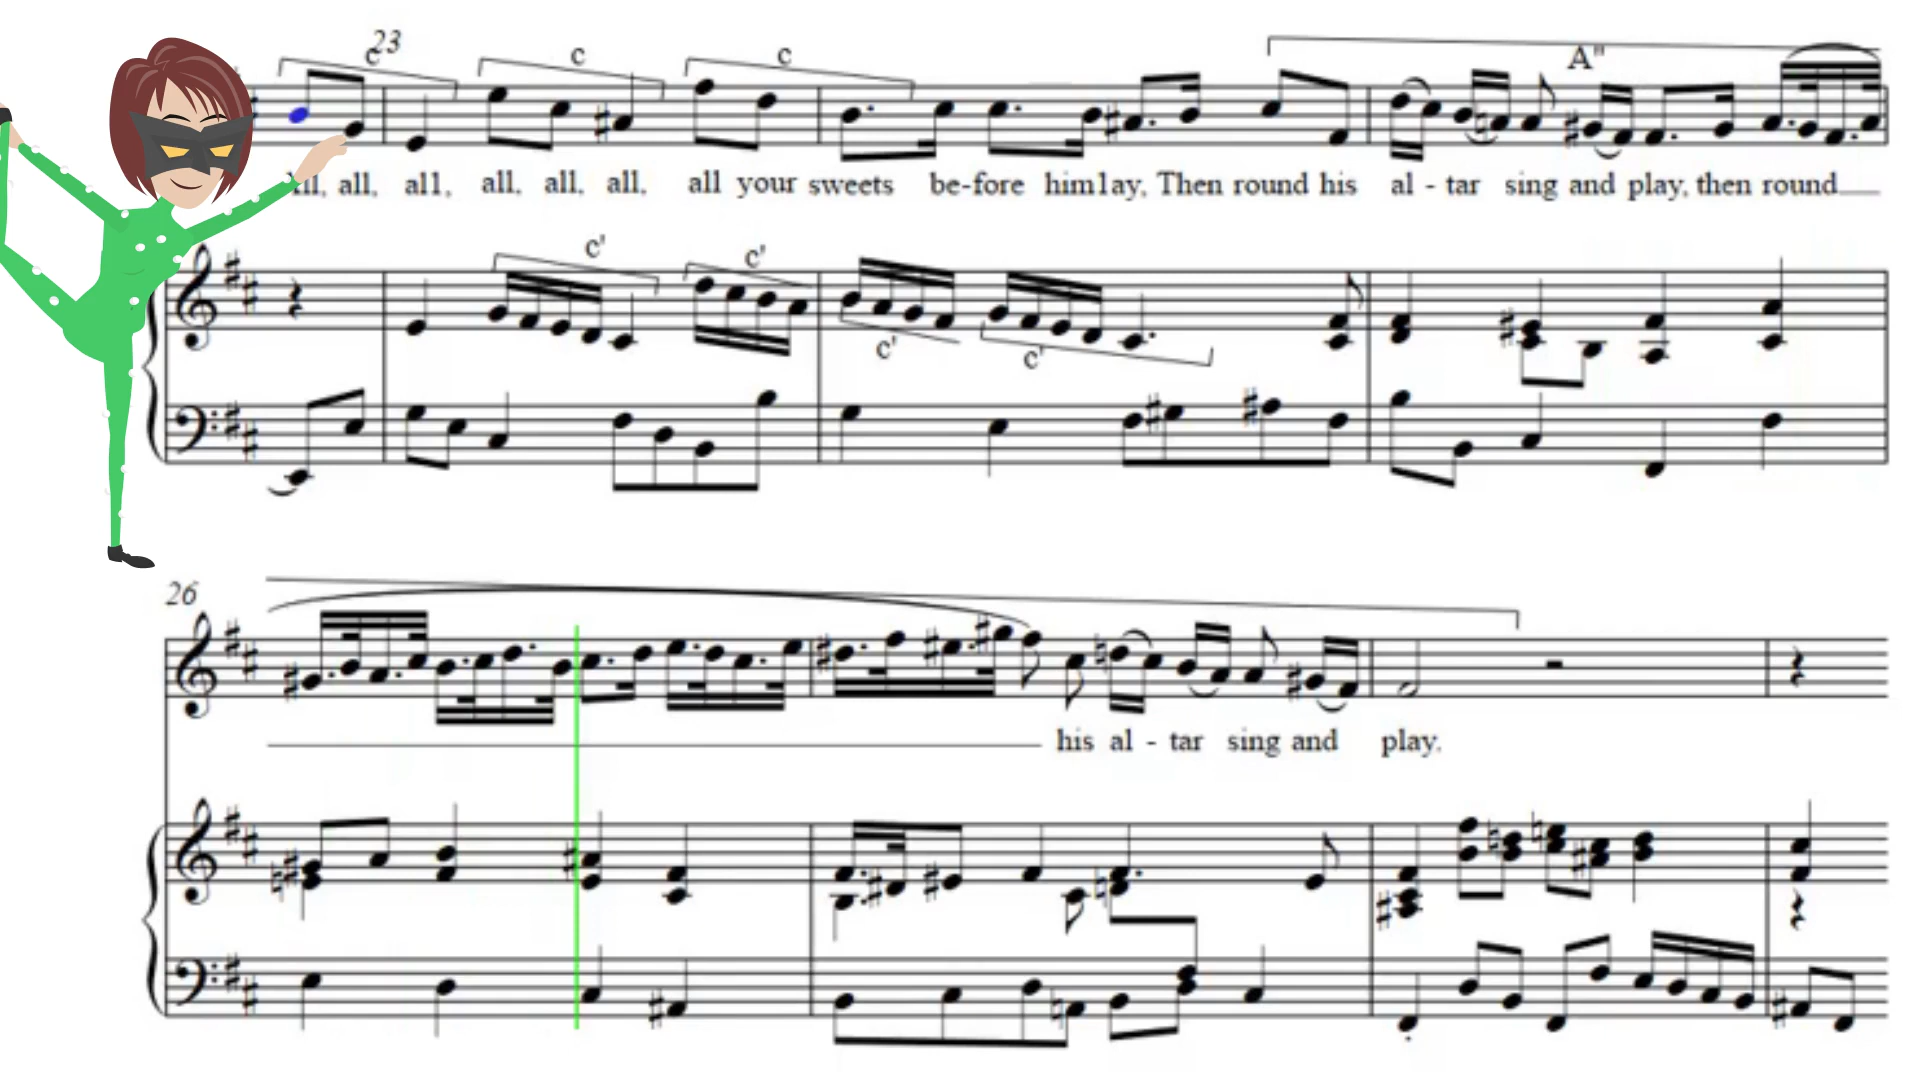 23
c c c A"
all, all, all, all, all, all, all your sweets be-fore him lay, Then round his al - tar sing and play, then round
c' c'
c' c'
26
his al - tar sing and play.